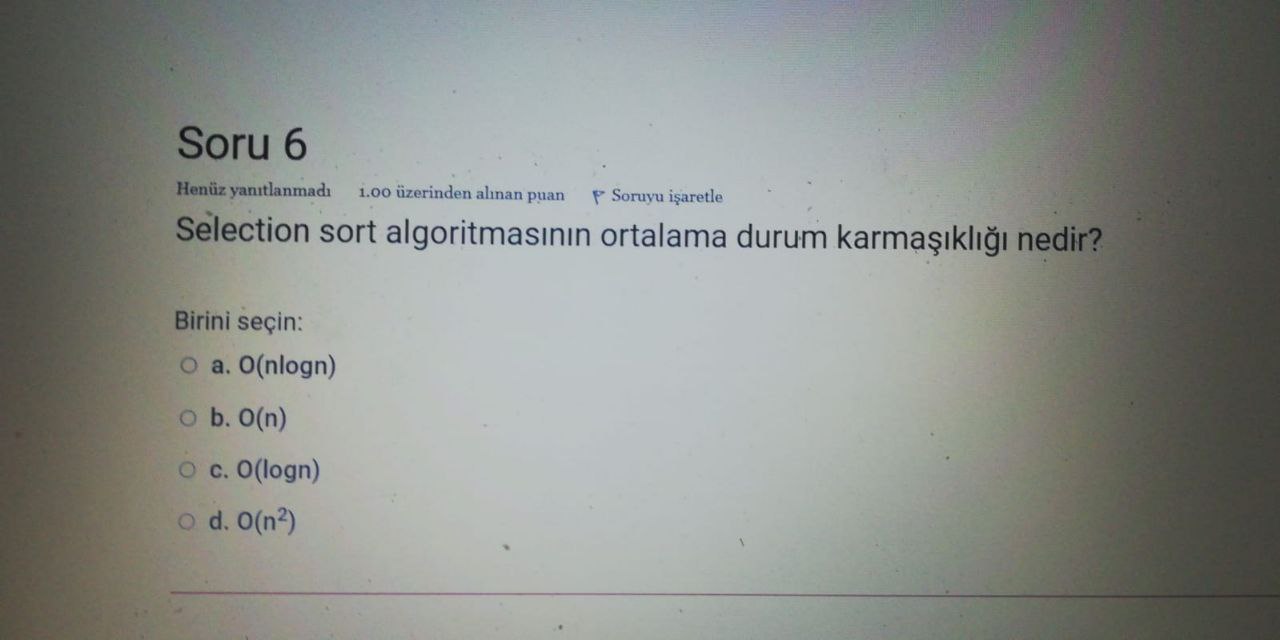 Soru 6
Henüz yanıtlanmadı 1.00 üzerinden alınan puan Soruyu işaretle
Selection sort algoritmasının ortalama durum karmaşıklığı nedir?
Birini seçin:
a. O(nlogn)
b. O(n)
c. O(logn)
d. O(n²)